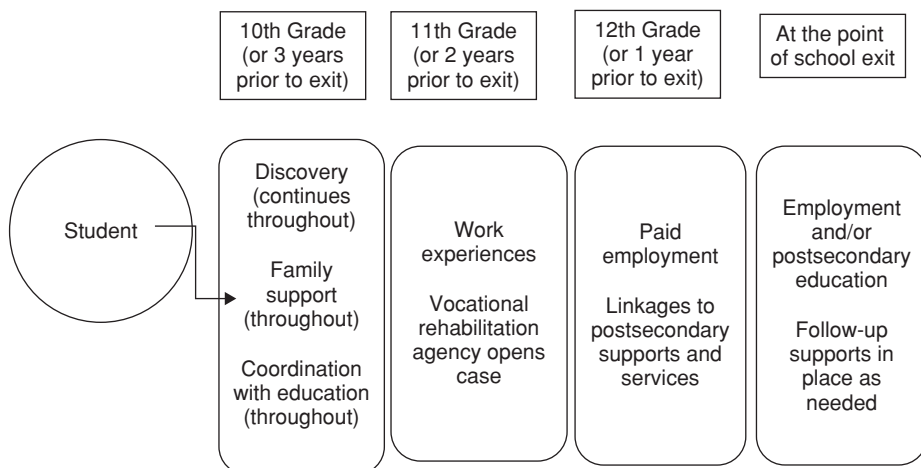 10th Grade
(or 3 years
prior to exit)
11th Grade
(or 2 years
prior to exit)
12th Grade
(or 1 year
prior to exit)
At the point
of school exit
Student
Discovery
(continues
throughout)
Family
support
(throughout)
Coordination
with education
(throughout)
Work
experiences
Vocational
rehabilitation
agency opens
case
Paid
employment
Linkages to
postsecondary
supports and
services
Employment
and/or
postsecondary
education
Follow-up
supports in
place as
needed